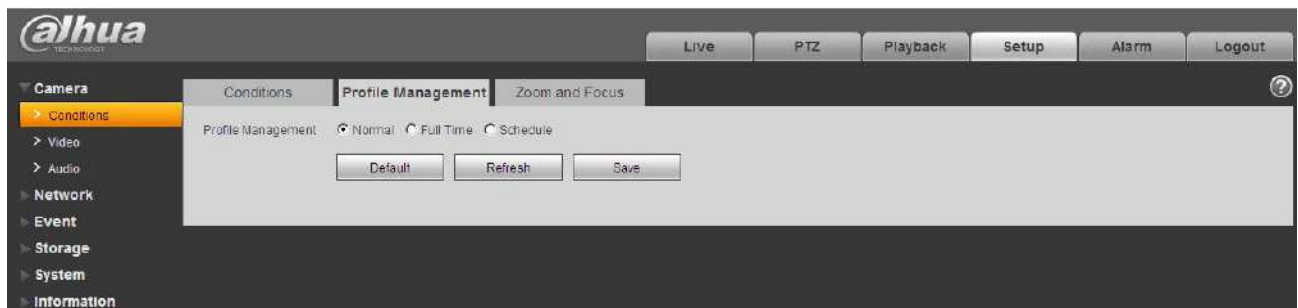 alhua
TECHNOLOGY
Live PTZ Playback Setup Alarm Logout
Camera
Conditions Profile Management Zoom and Focus
?
> Conditions
Profile Management Normal Full Time Schedule
> Video
Default Refresh Save
> Audio
Network
Event
Storage
System
Information